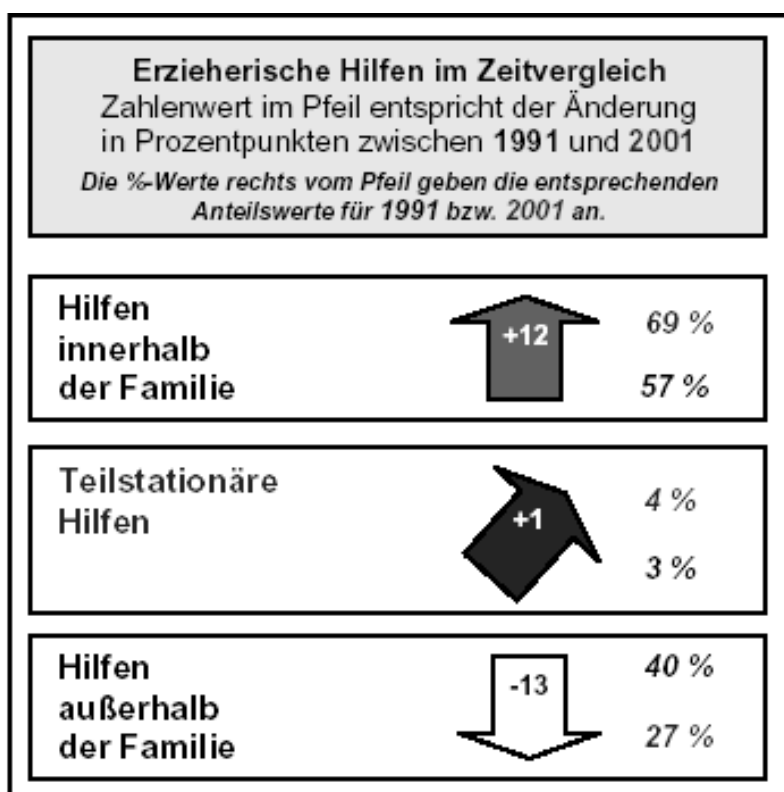 Erzieherische Hilfen im Zeitvergleich
Zahlenwert im Pfeil entspricht der Änderung
in Prozentpunkten zwischen 1991 und 2001
Die %-Werte rechts vom Pfeil geben die entsprechenden
Anteilswerte für 1991 bzw. 2001 an.
Hilfen
innerhalb
der Familie
+12
69 %
57 %
Teilstationäre
Hilfen
+1
4 %
3 %
Hilfen
außerhalb
der Familie
-13
40 %
27 %